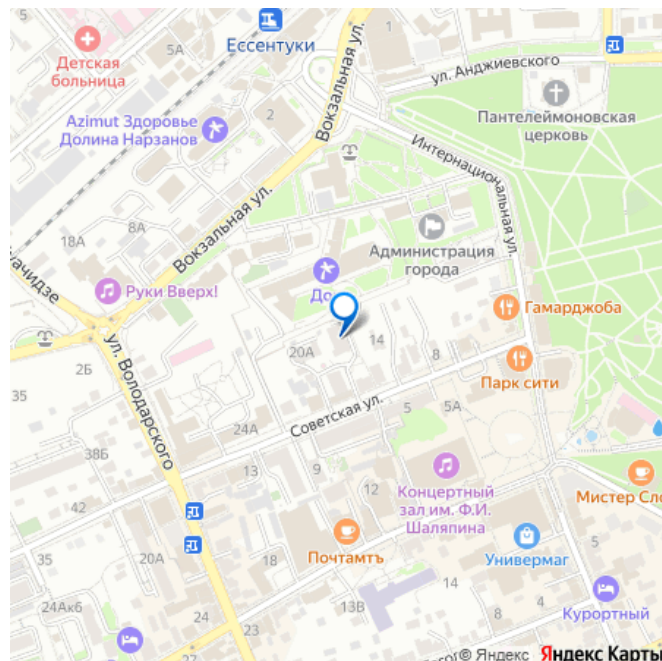 Ессентуки
5А
Детская
больница
1
ул. Анджиевского
Вокзальная ул.
Пантелеймоновская
церковь
Azimut Здоровье
Долина Нарзанов
2
Интернациональная ул.
18А
8А
Вокзальная ул.
Администрация
города
Руки Вверх!
Гамарджоба
14
20А
8
Парк сити
ул. Володарского
2Б
35
Советская ул.
5
5А
24А
38Б
13
9
42
12
Концертный
зал им. Ф.И.
Шаляпина
Почтамтъ
Универмаг
5
35
20А
18
14
8
4
Курортный
24Ак6
13В
22
24
23
27
© Яндекс
Яндекс Карты